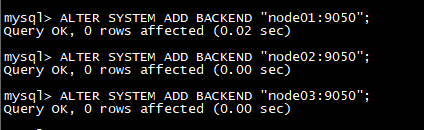 mysql> ALTER SYSTEM ADD BACKEND "node01:9050";
Query OK, 0 rows affected (0.02 sec)
mysql> ALTER SYSTEM ADD BACKEND "node02:9050";
Query OK, 0 rows affected (0.00 sec)
mysql> ALTER SYSTEM ADD BACKEND "node03:9050";
Query OK, 0 rows affected (0.00 sec)